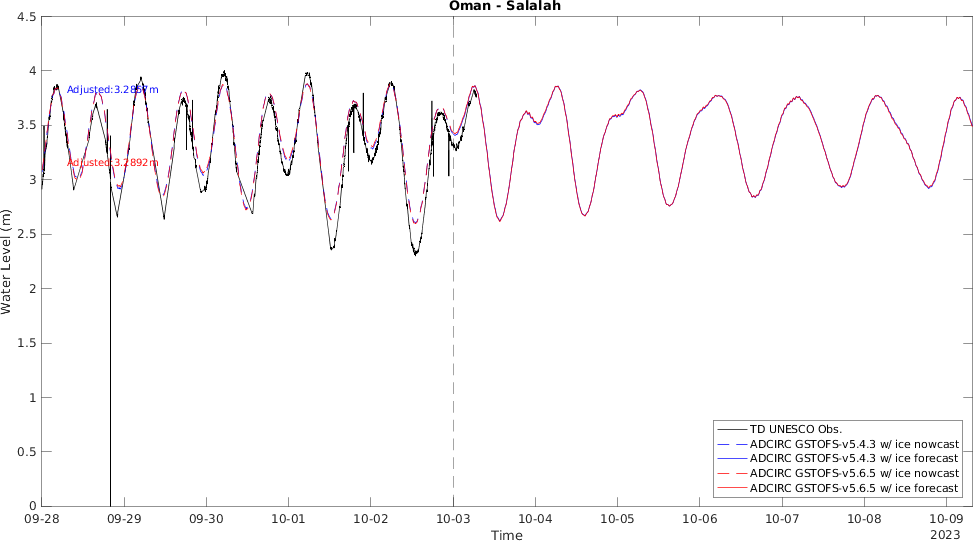 Oman - Salalah
4.5
4
3.5
3
2.5
2
1.5
1
0.5
0
Water Level (m)
Adjusted:3.2867m
Adjusted:3.2892m
TD UNESCO Obs.
ADCIRC GSTOFS-v5.4.3 w/ ice nowcast
ADCIRC GSTOFS-v5.4.3 w/ ice forecast
ADCIRC GSTOFS-v5.6.5 w/ ice nowcast
ADCIRC GSTOFS-v5.6.5 w/ ice forecast
09-28 09-29 09-30 10-01 10-02 10-03 10-04 10-05 10-06 10-07 10-08 10-09
2023
Time